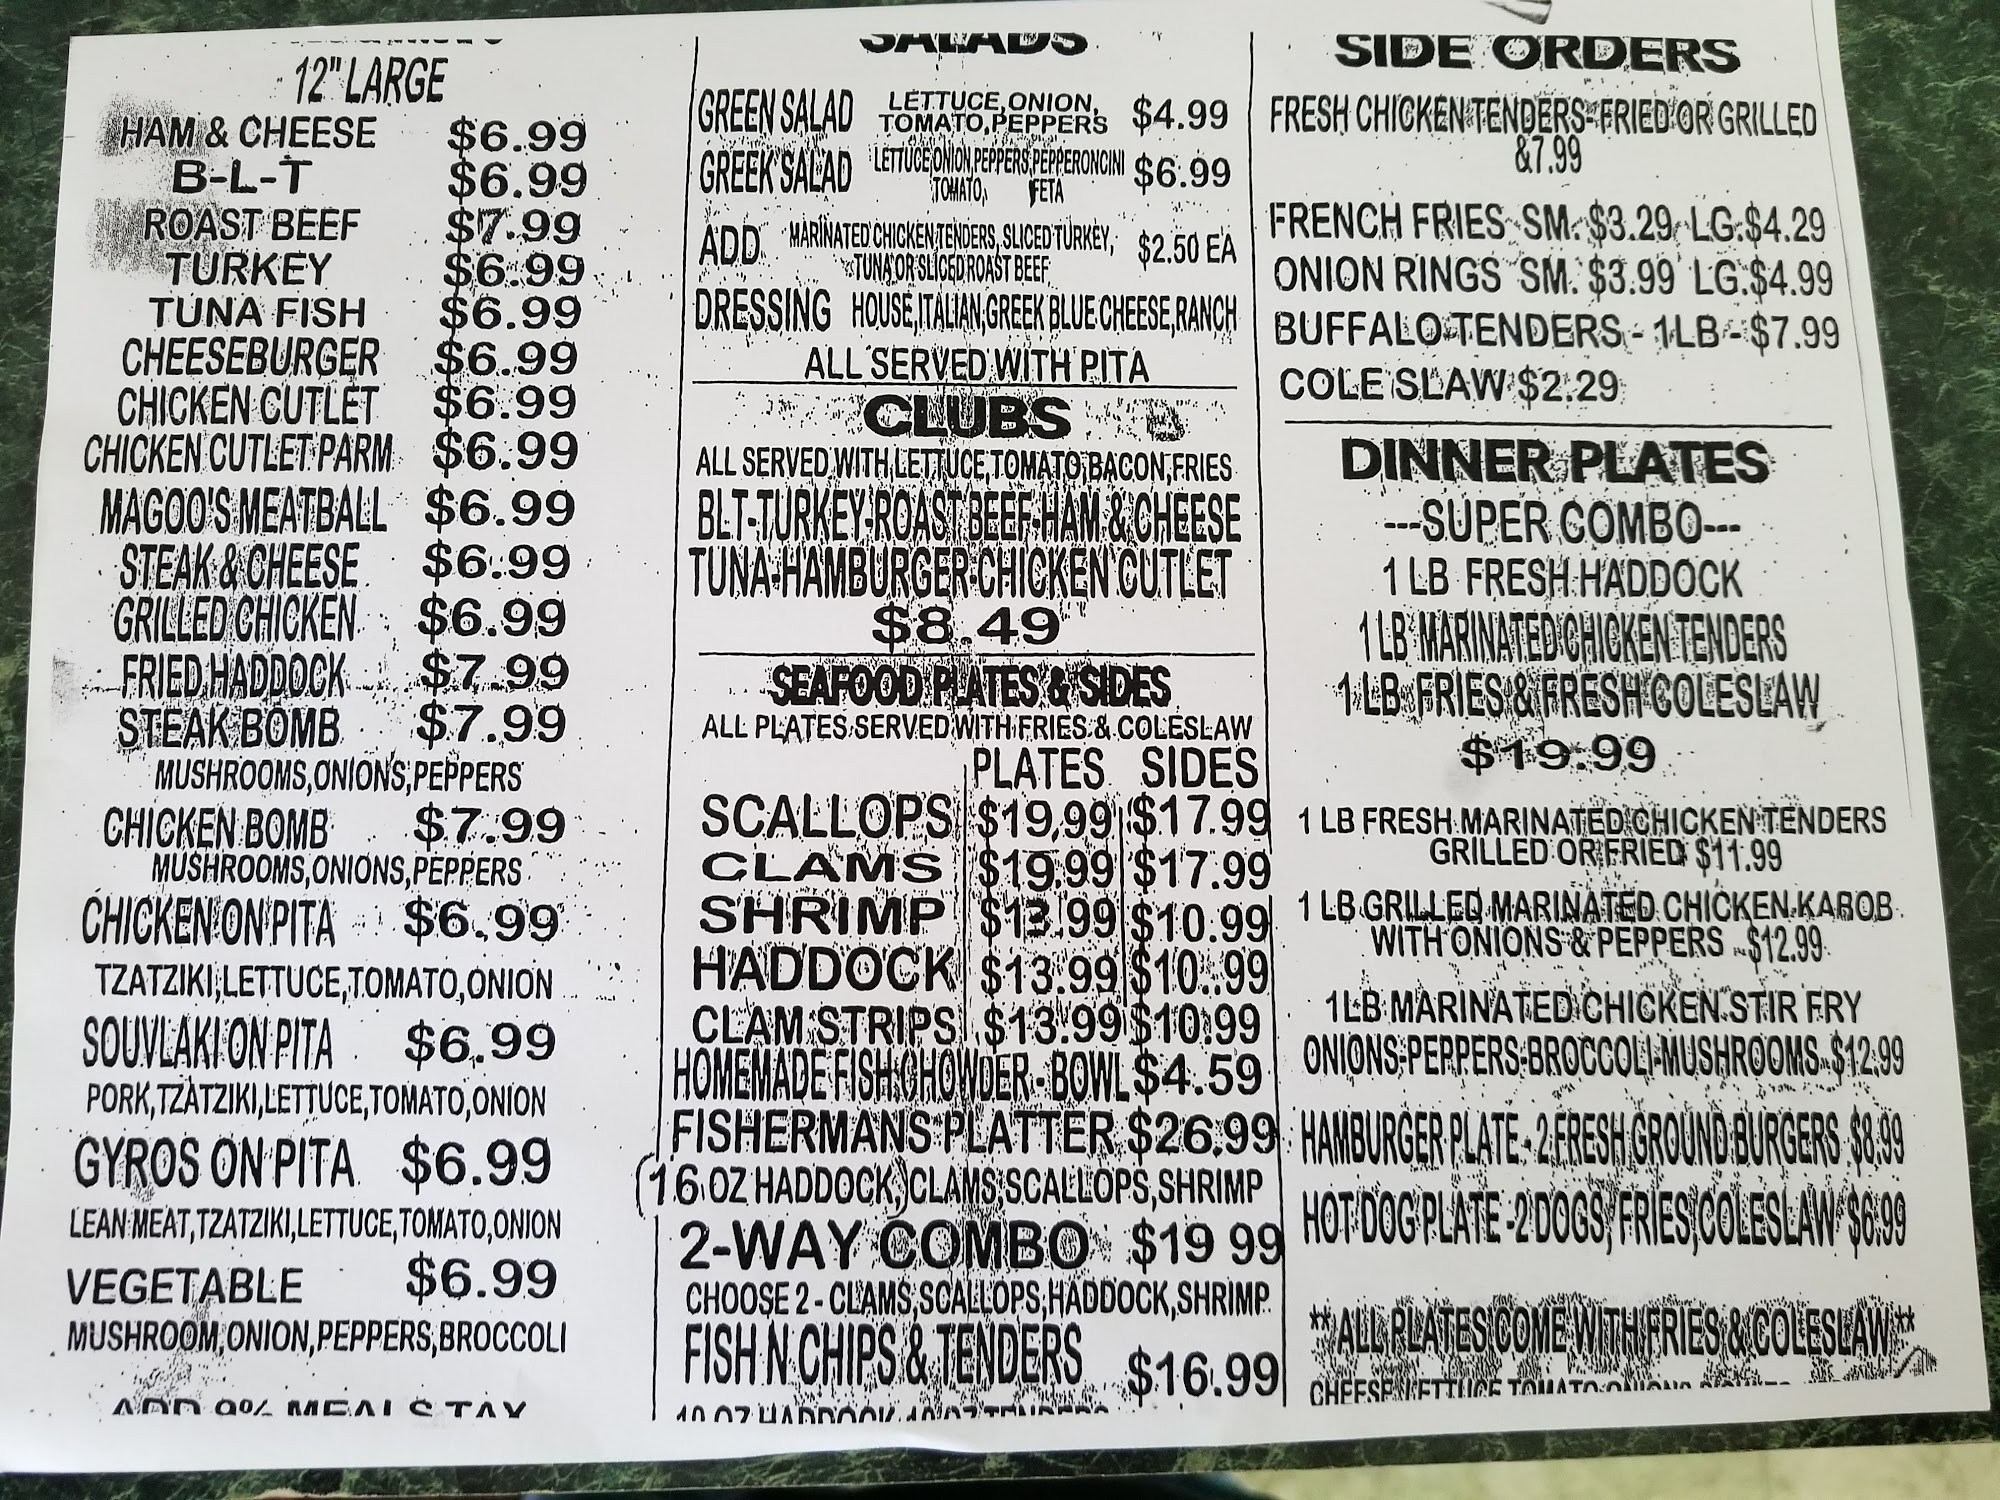 12" LARGE
HAM & CHEESE $6.99
B-L-T $6.99
ROAST BEEF $7.99
TURKEY $6.99
TUNA FISH $6.99
CHEESEBURGER $6.99
CHICKEN CUTLET $6.99
CHICKEN CUTLET PARM $6.99
MAGOO'S MEATBALL $6.99
STEAK & CHEESE $6.99
GRILLED CHICKEN $6.99
FRIED HADDOCK $7.99
STEAK BOMB $7.99
MUSHROOMS,ONIONS,PEPPERS
CHICKEN BOMB $7.99
MUSHROOMS,ONIONS,PEPPERS
CHICKEN ON PITA $6.99
TZATZIKI,LETTUCE,TOMATO,ONION
SOUVLAKI ON PITA $6.99
PORK,TZATZIKI,LETTUCE,TOMATO,ONION
GYROS ON PITA $6.99
LEAN MEAT,TZATZIKI,LETTUCE,TOMATO,ONION
VEGETABLE $6.99
MUSHROOM,ONION,PEPPERS,BROCCOLI
ADD 9% MEALS TAX
SALADS
GREEN SALAD LETTUCE,ONION, TOMATO,PEPPERS $4.99
GREEK SALAD LETTUCE,ONION,PEPPERS,PEPPERONCINI TOMATO, FETA $6.99
ADD MARINATED CHICKEN TENDERS, SLICED TURKEY, TUNA OR SLICED ROAST BEEF $2.50 EA
DRESSING HOUSE,ITALIAN,GREEK BLUE CHEESE,RANCH
ALL SERVED WITH PITA
CLUBS
ALL SERVED WITH LETTUCE,TOMATO,BACON,FRIES
BLT-TURKEY-ROAST BEEF-HAM & CHEESE
TUNA-HAMBURGER-CHICKEN CUTLET
$8.49
SEAFOOD PLATES & SIDES
ALL PLATES SERVED WITH FRIES & COLESLAW
PLATES SIDES
SCALLOPS $19.99 $17.99
CLAMS $19.99 $17.99
SHRIMP $13.99 $10.99
HADDOCK $13.99 $10.99
CLAM STRIPS $13.99 $10.99
HOMEMADE FISH CHOWDER - BOWL $4.59
FISHERMANS PLATTER $26.99
(16 OZ HADDOCK) CLAMS,SCALLOPS,SHRIMP
2-WAY COMBO $19 99
CHOOSE 2 - CLAMS,SCALLOPS,HADDOCK,SHRIMP
FISH N CHIPS & TENDERS $16.99
10 OZ HADDOCK/10 OZ TENDERS
SIDE ORDERS
FRESH CHICKEN TENDERS-FRIED OR GRILLED
&7.99
FRENCH FRIES SM. $3.29 LG.$4.29
ONION RINGS SM. $3.99 LG.$4.99
BUFFALO TENDERS - 1LB - $7.99
COLE SLAW $2.29
DINNER PLATES
---SUPER COMBO---
1 LB FRESH HADDOCK
1 LB MARINATED CHICKEN TENDERS
1 LB FRIES & FRESH COLESLAW
$19.99
1 LB FRESH MARINATED CHICKEN TENDERS
GRILLED OR FRIED $11.99
1 LB GRILLED MARINATED CHICKEN KABOB
WITH ONIONS & PEPPERS $12.99
1LB MARINATED CHICKEN STIR FRY
ONIONS-PEPPERS-BROCCOLI-MUSHROOMS $12.99
HAMBURGER PLATE - 2 FRESH GROUND BURGERS $8.99
HOT DOG PLATE - 2 DOGS, FRIES,COLESLAW $6.99
**ALL PLATES COME WITH FRIES & COLESLAW**
CHEESE LETTUCE TOMATO ONIONS